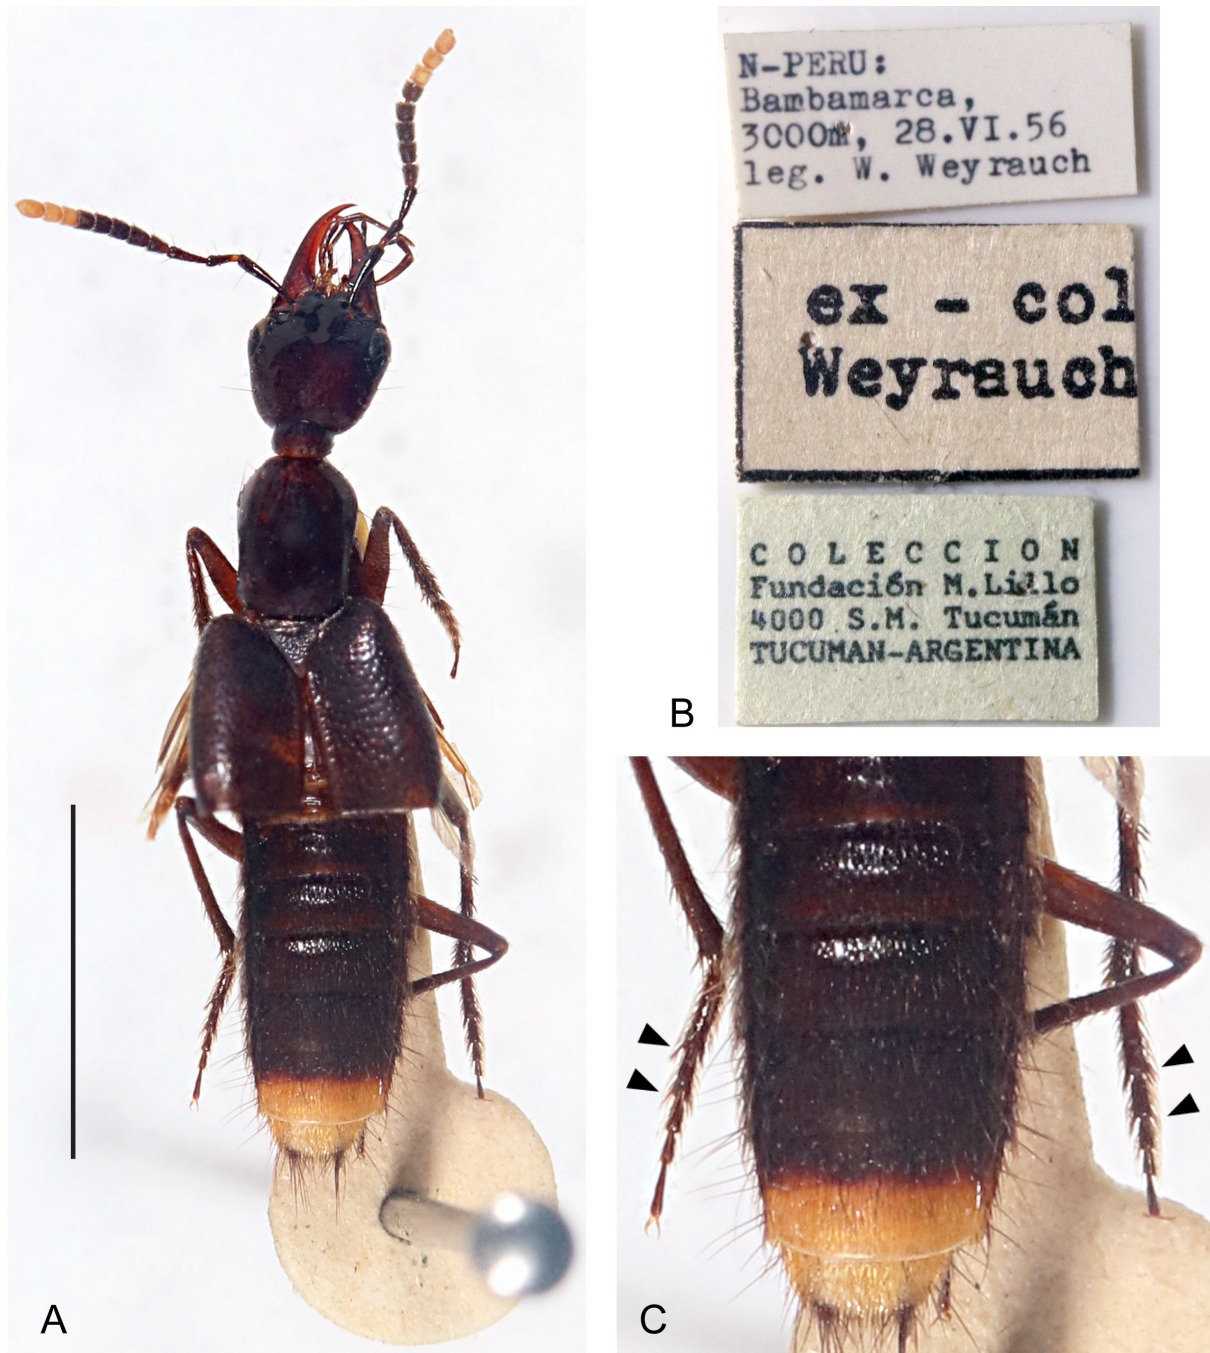 N-PERU:
Bambamarca,
3000m, 28.VI.56
leg. W. Weyrauch
ex - col
Weyrauch
COLECCION
Fundación M.Lillo
4000 S.M. Tucumán
TUCUMAN-ARGENTINA
A
B
C